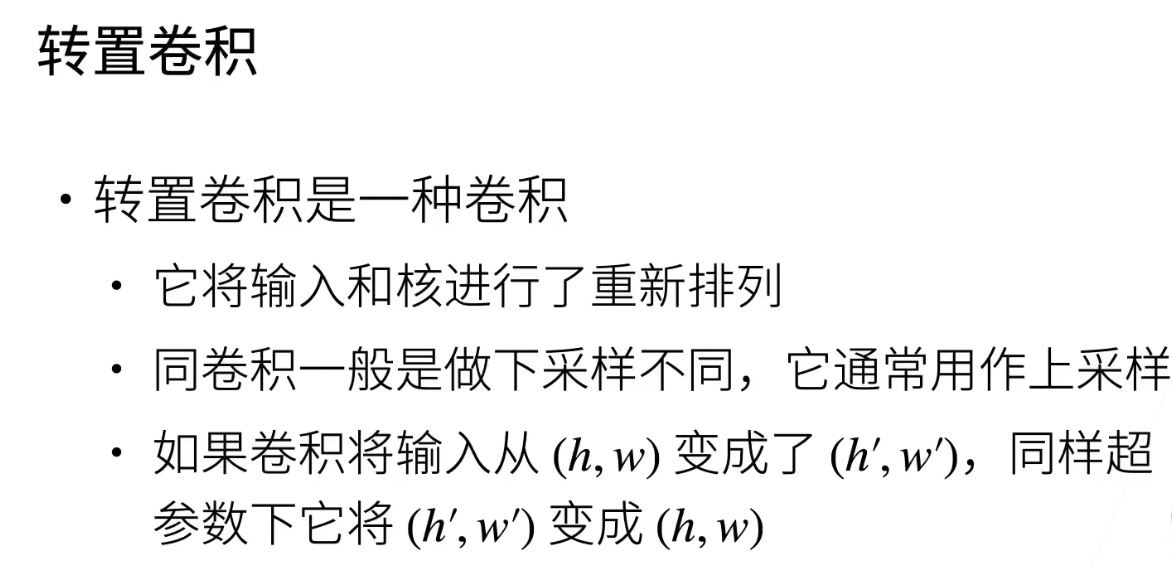 转置卷积
• 转置卷积是一种卷积
• 它将输入和核进行了重新排列
• 同卷积一般是做下采样不同，它通常用作上采样
• 如果卷积将输入从 (h, w) 变成了 (h′, w′)，同样超
参数下它将 (h′, w′) 变成 (h, w)